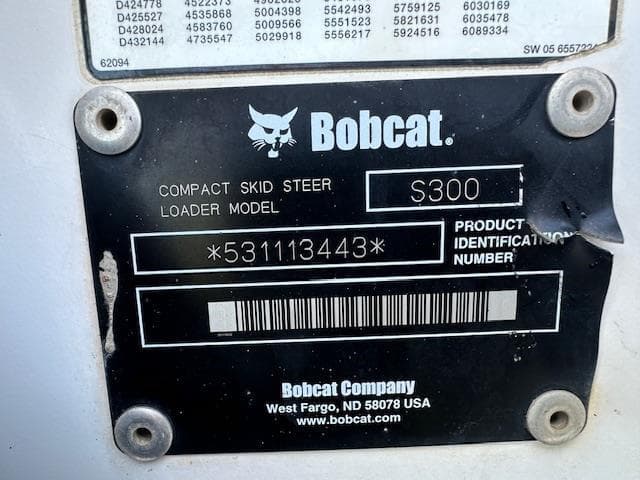 D424778 4522373 5759125 6030169
D425527 4535868 5004398 5542493 5821631 6035478
D428024 4583760 5009566 5551523 5924516 6089334
D432144 4735547 5029918 5556217
62094
SW 05
Bobcat.
COMPACT SKID STEER
LOADER MODEL
S300
*531113443*
PRODUCT
IDENTIFICATION
NUMBER
Bobcat Company
West Fargo, ND 58078 USA
www.bobcat.com